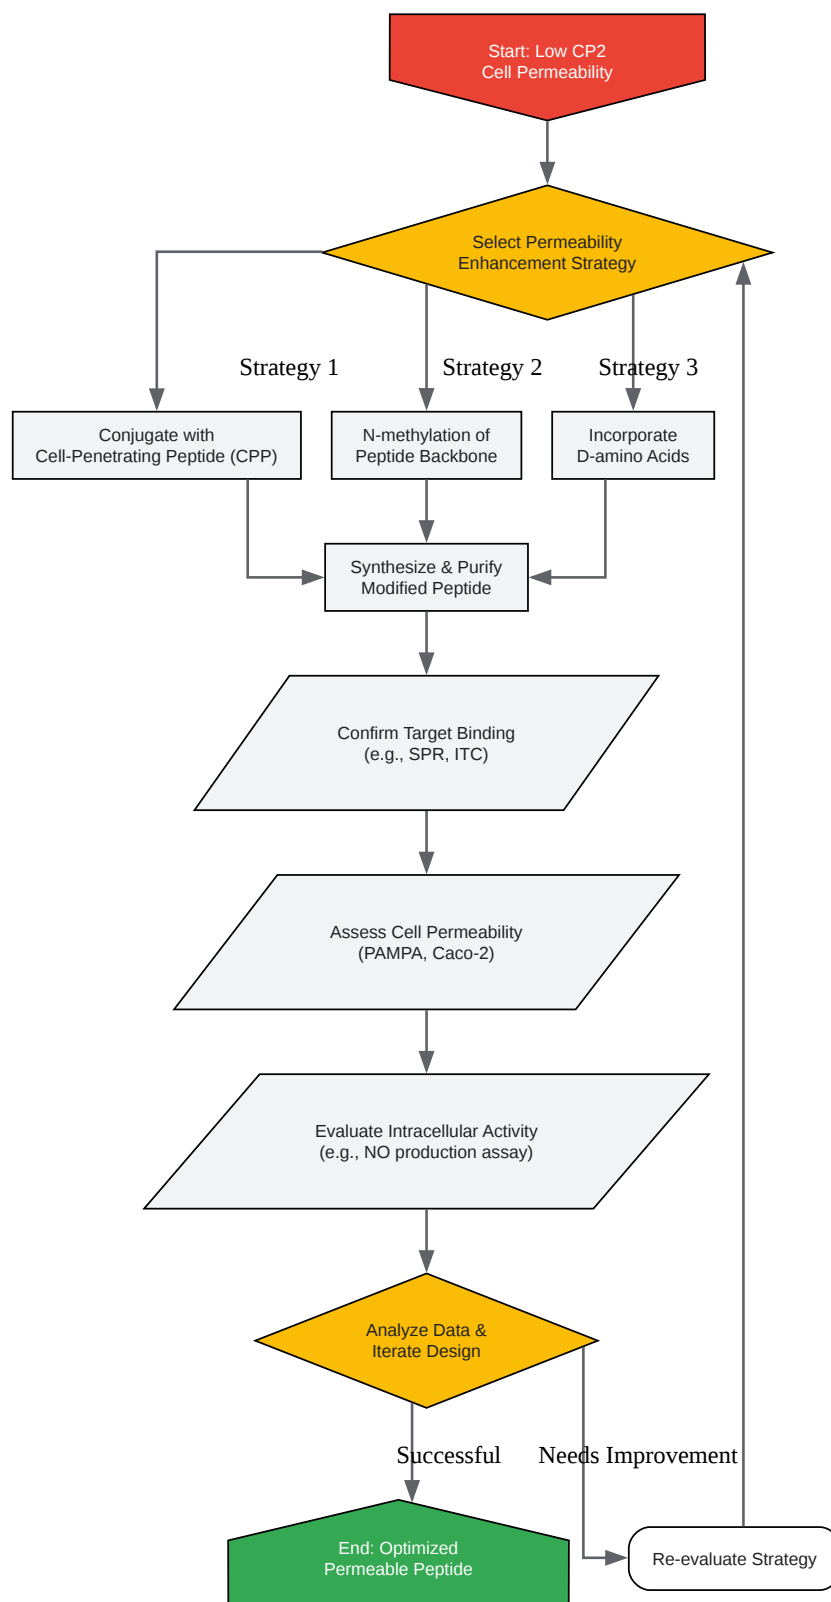 Start: Low CP2
Cell Permeability
Select Permeability
Enhancement Strategy
Strategy 1
Strategy 2
Strategy 3
Conjugate with
Cell-Penetrating Peptide (CPP)
N-methylation of
Peptide Backbone
Incorporate
D-amino Acids
Synthesize & Purify
Modified Peptide
Confirm Target Binding
(e.g., SPR, ITC)
Assess Cell Permeability
(PAMPA, Caco-2)
Evaluate Intracellular Activity
(e.g., NO production assay)
Analyze Data &
Iterate Design
Successful
Needs Improvement
End: Optimized
Permeable Peptide
Re-evaluate Strategy